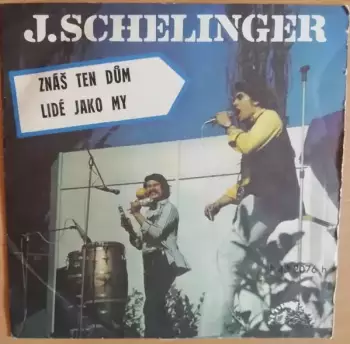 J. SCHELINGER
ZNÁŠ TEN DŮM
LIDÉ JAKO MY